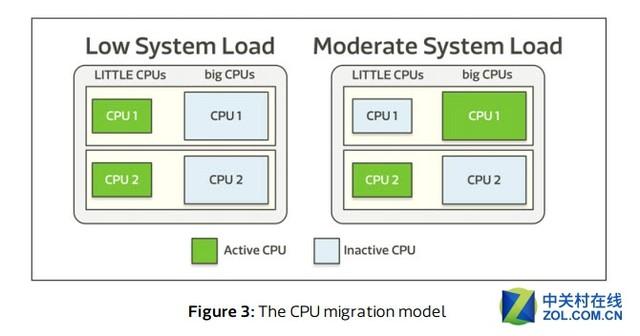 Low System Load
Moderate System Load
LITTLE CPUs big CPUs
CPU 1 CPU 1
CPU 2 CPU 2
LITTLE CPUs big CPUs
CPU 1 CPU 1
CPU 2 CPU 2
Active CPU Inactive CPU
Figure 3: The CPU migration model
中关村在线
ZOL.COM.CN